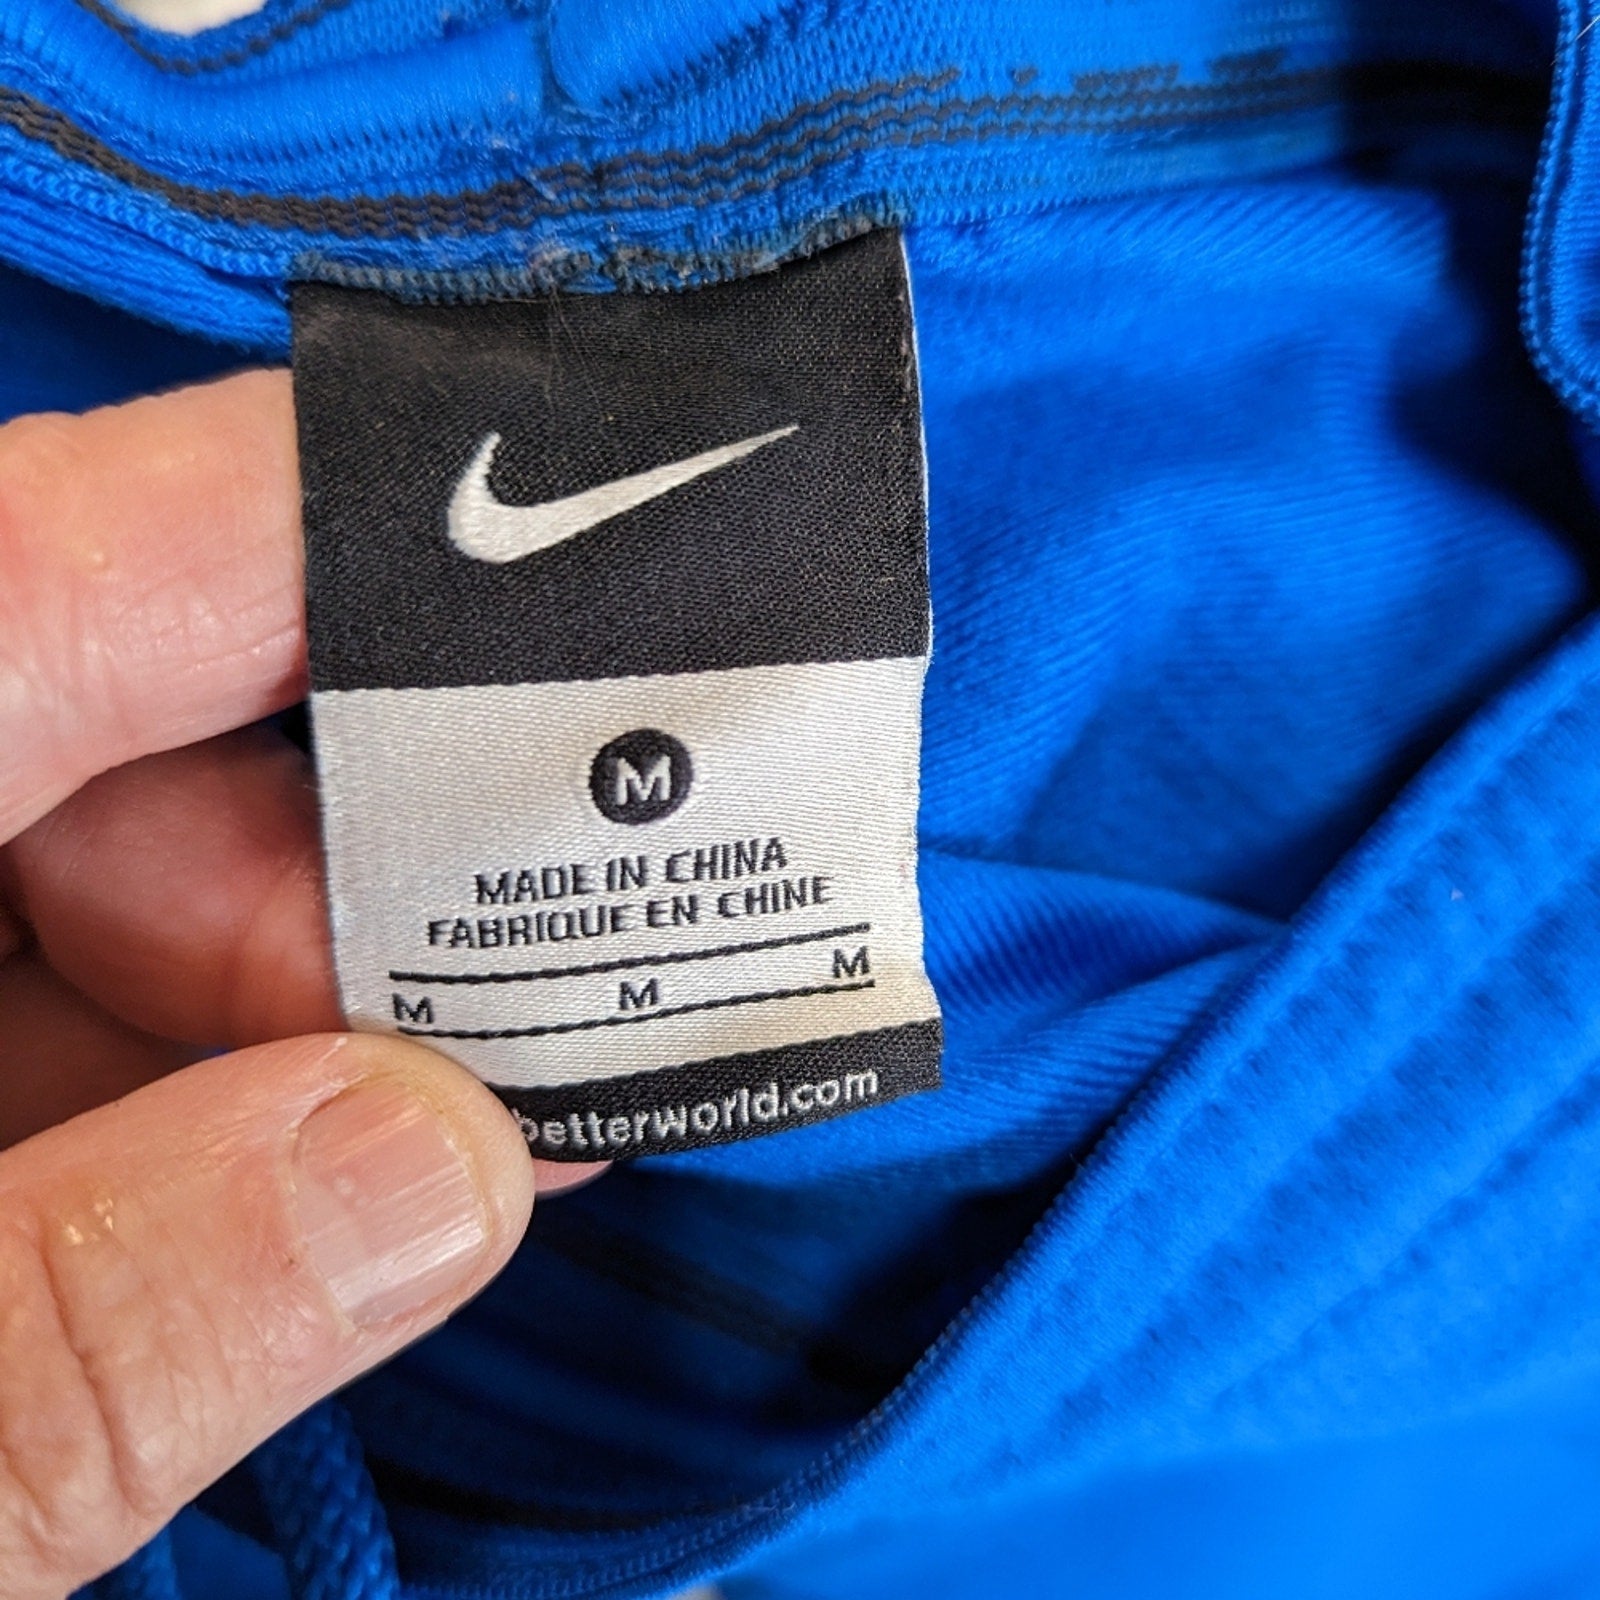 M
MADE IN CHINA
FABRIQUE EN CHINE
M M M
betterworld.com